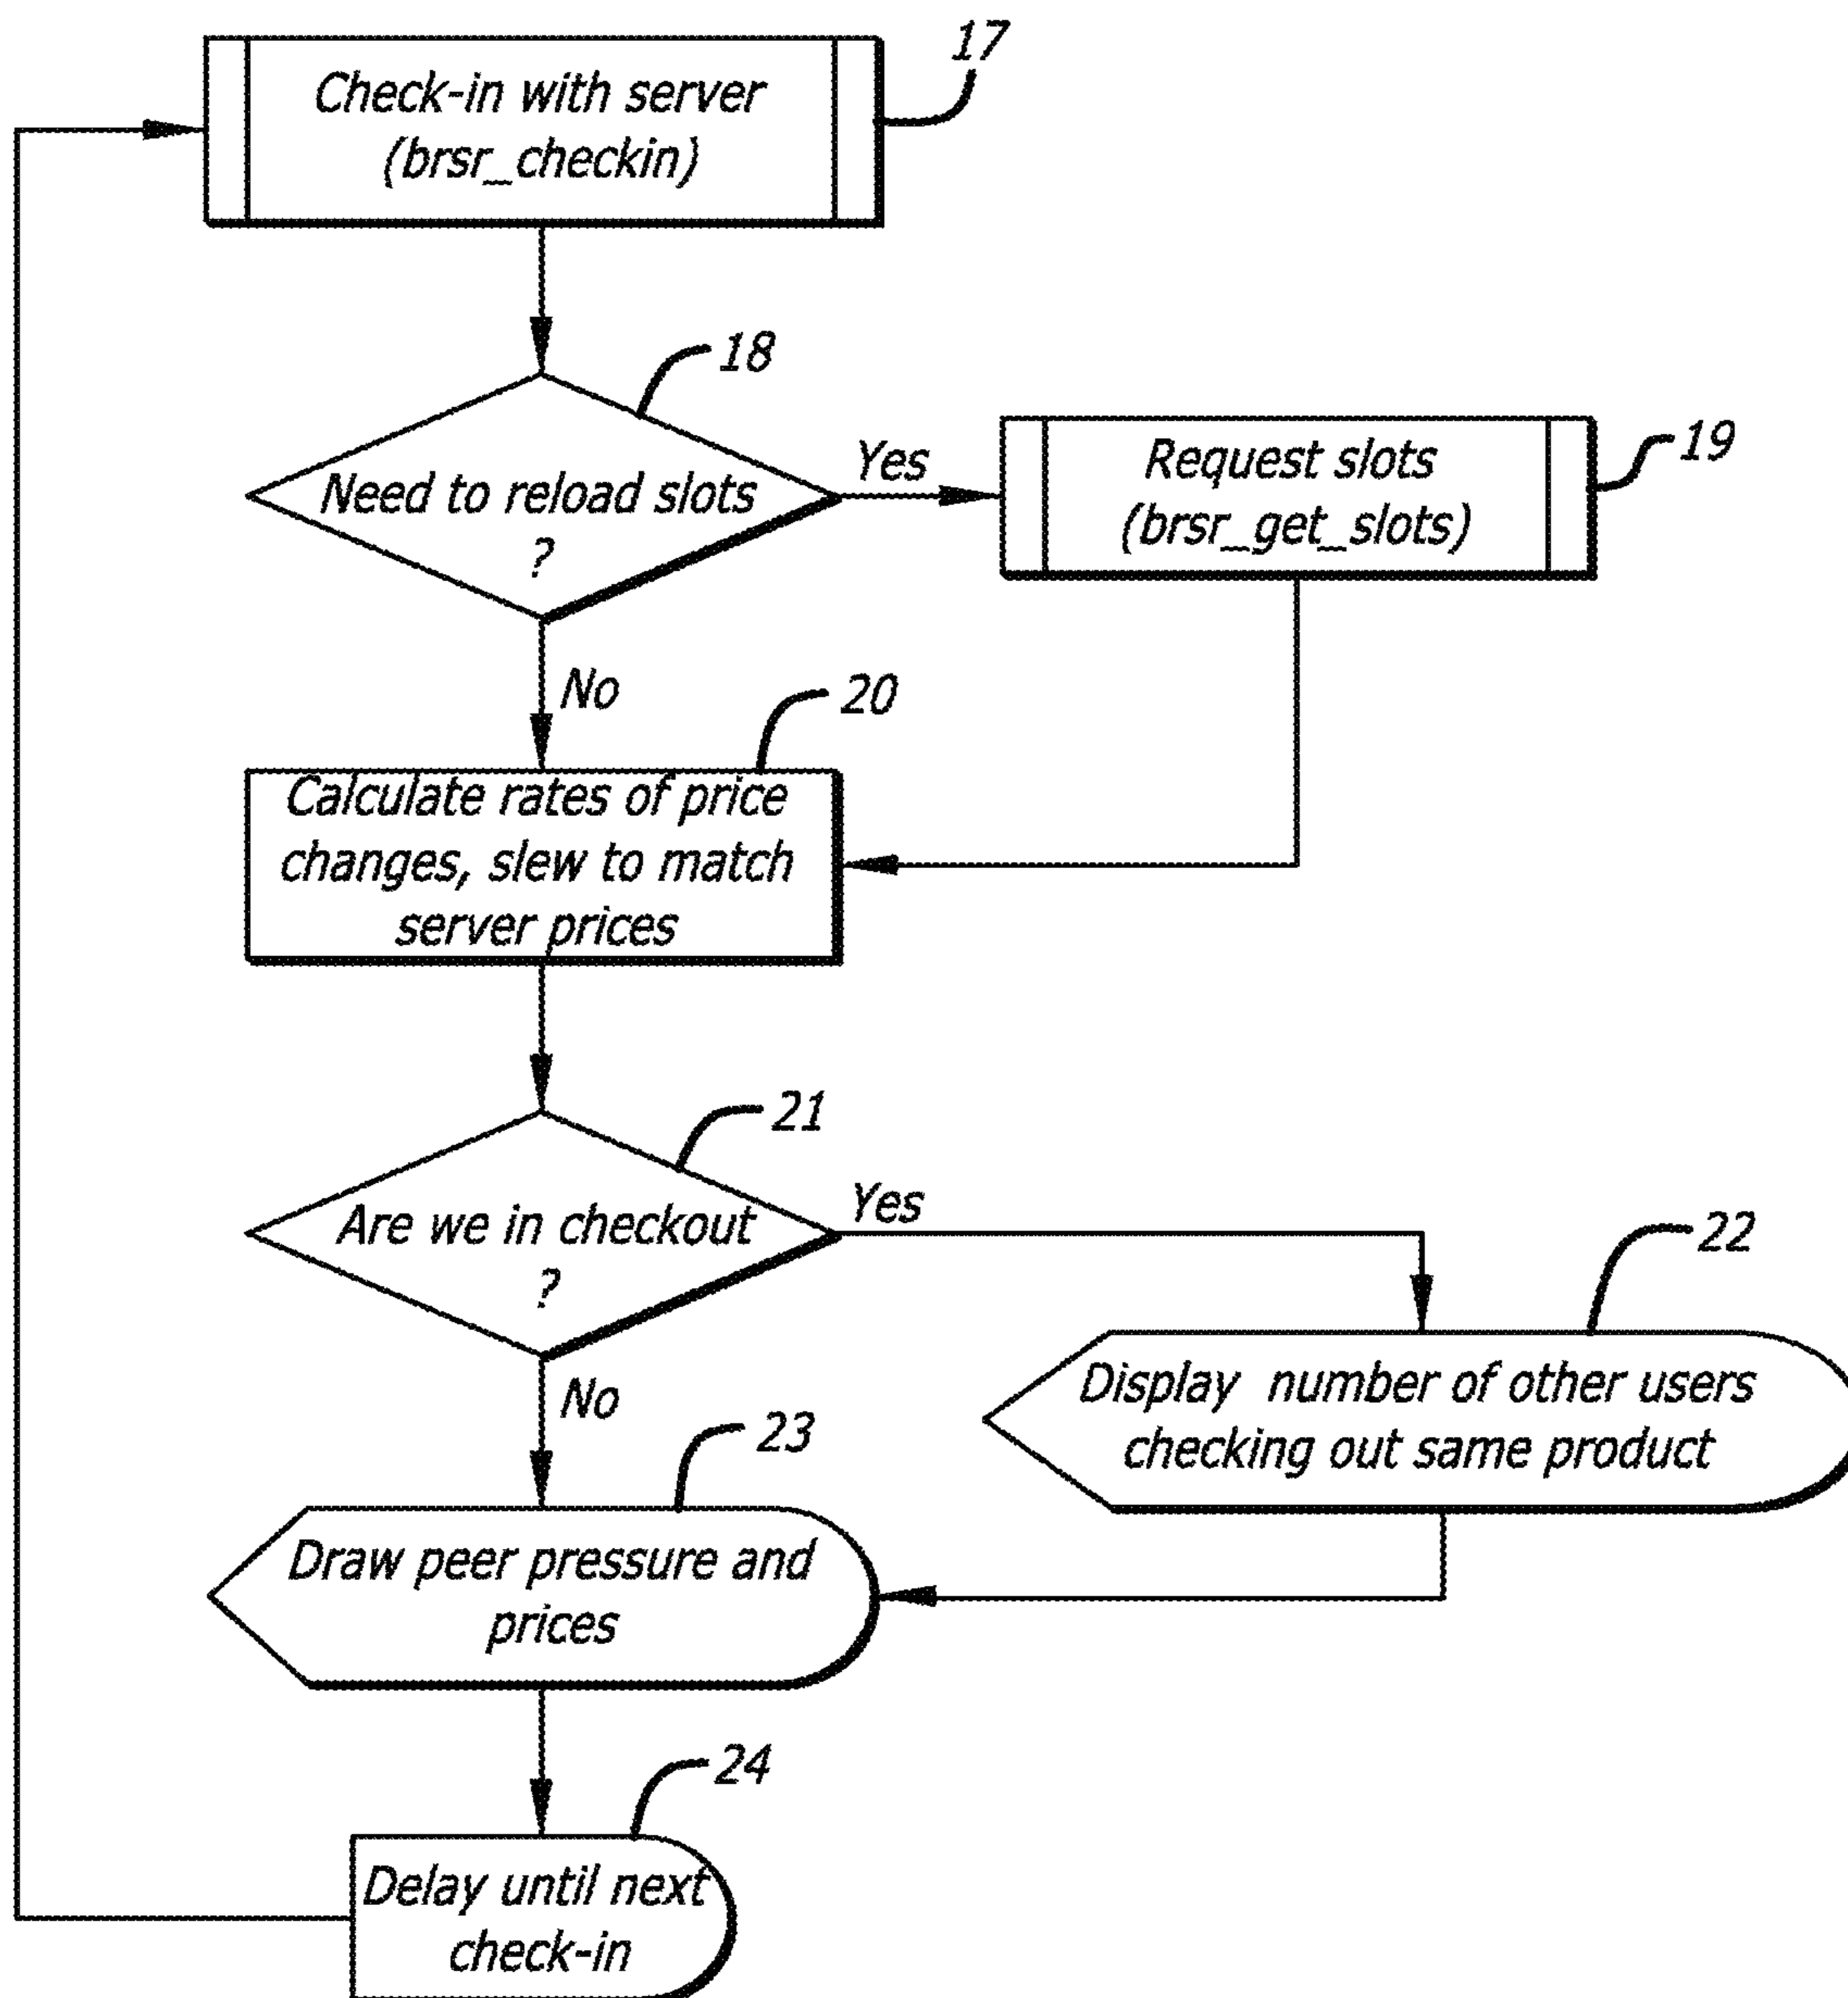 17
Check-in with server
(brsr_checkin)
18
Need to reload slots
?
Yes
19
Request slots
(brsr_get_slots)
No
20
Calculate rates of price
changes, slew to match
server prices
21
Are we in checkout
?
Yes
22
Display number of other users
checking out same product
No
23
Draw peer pressure and
prices
24
Delay until next
check-in